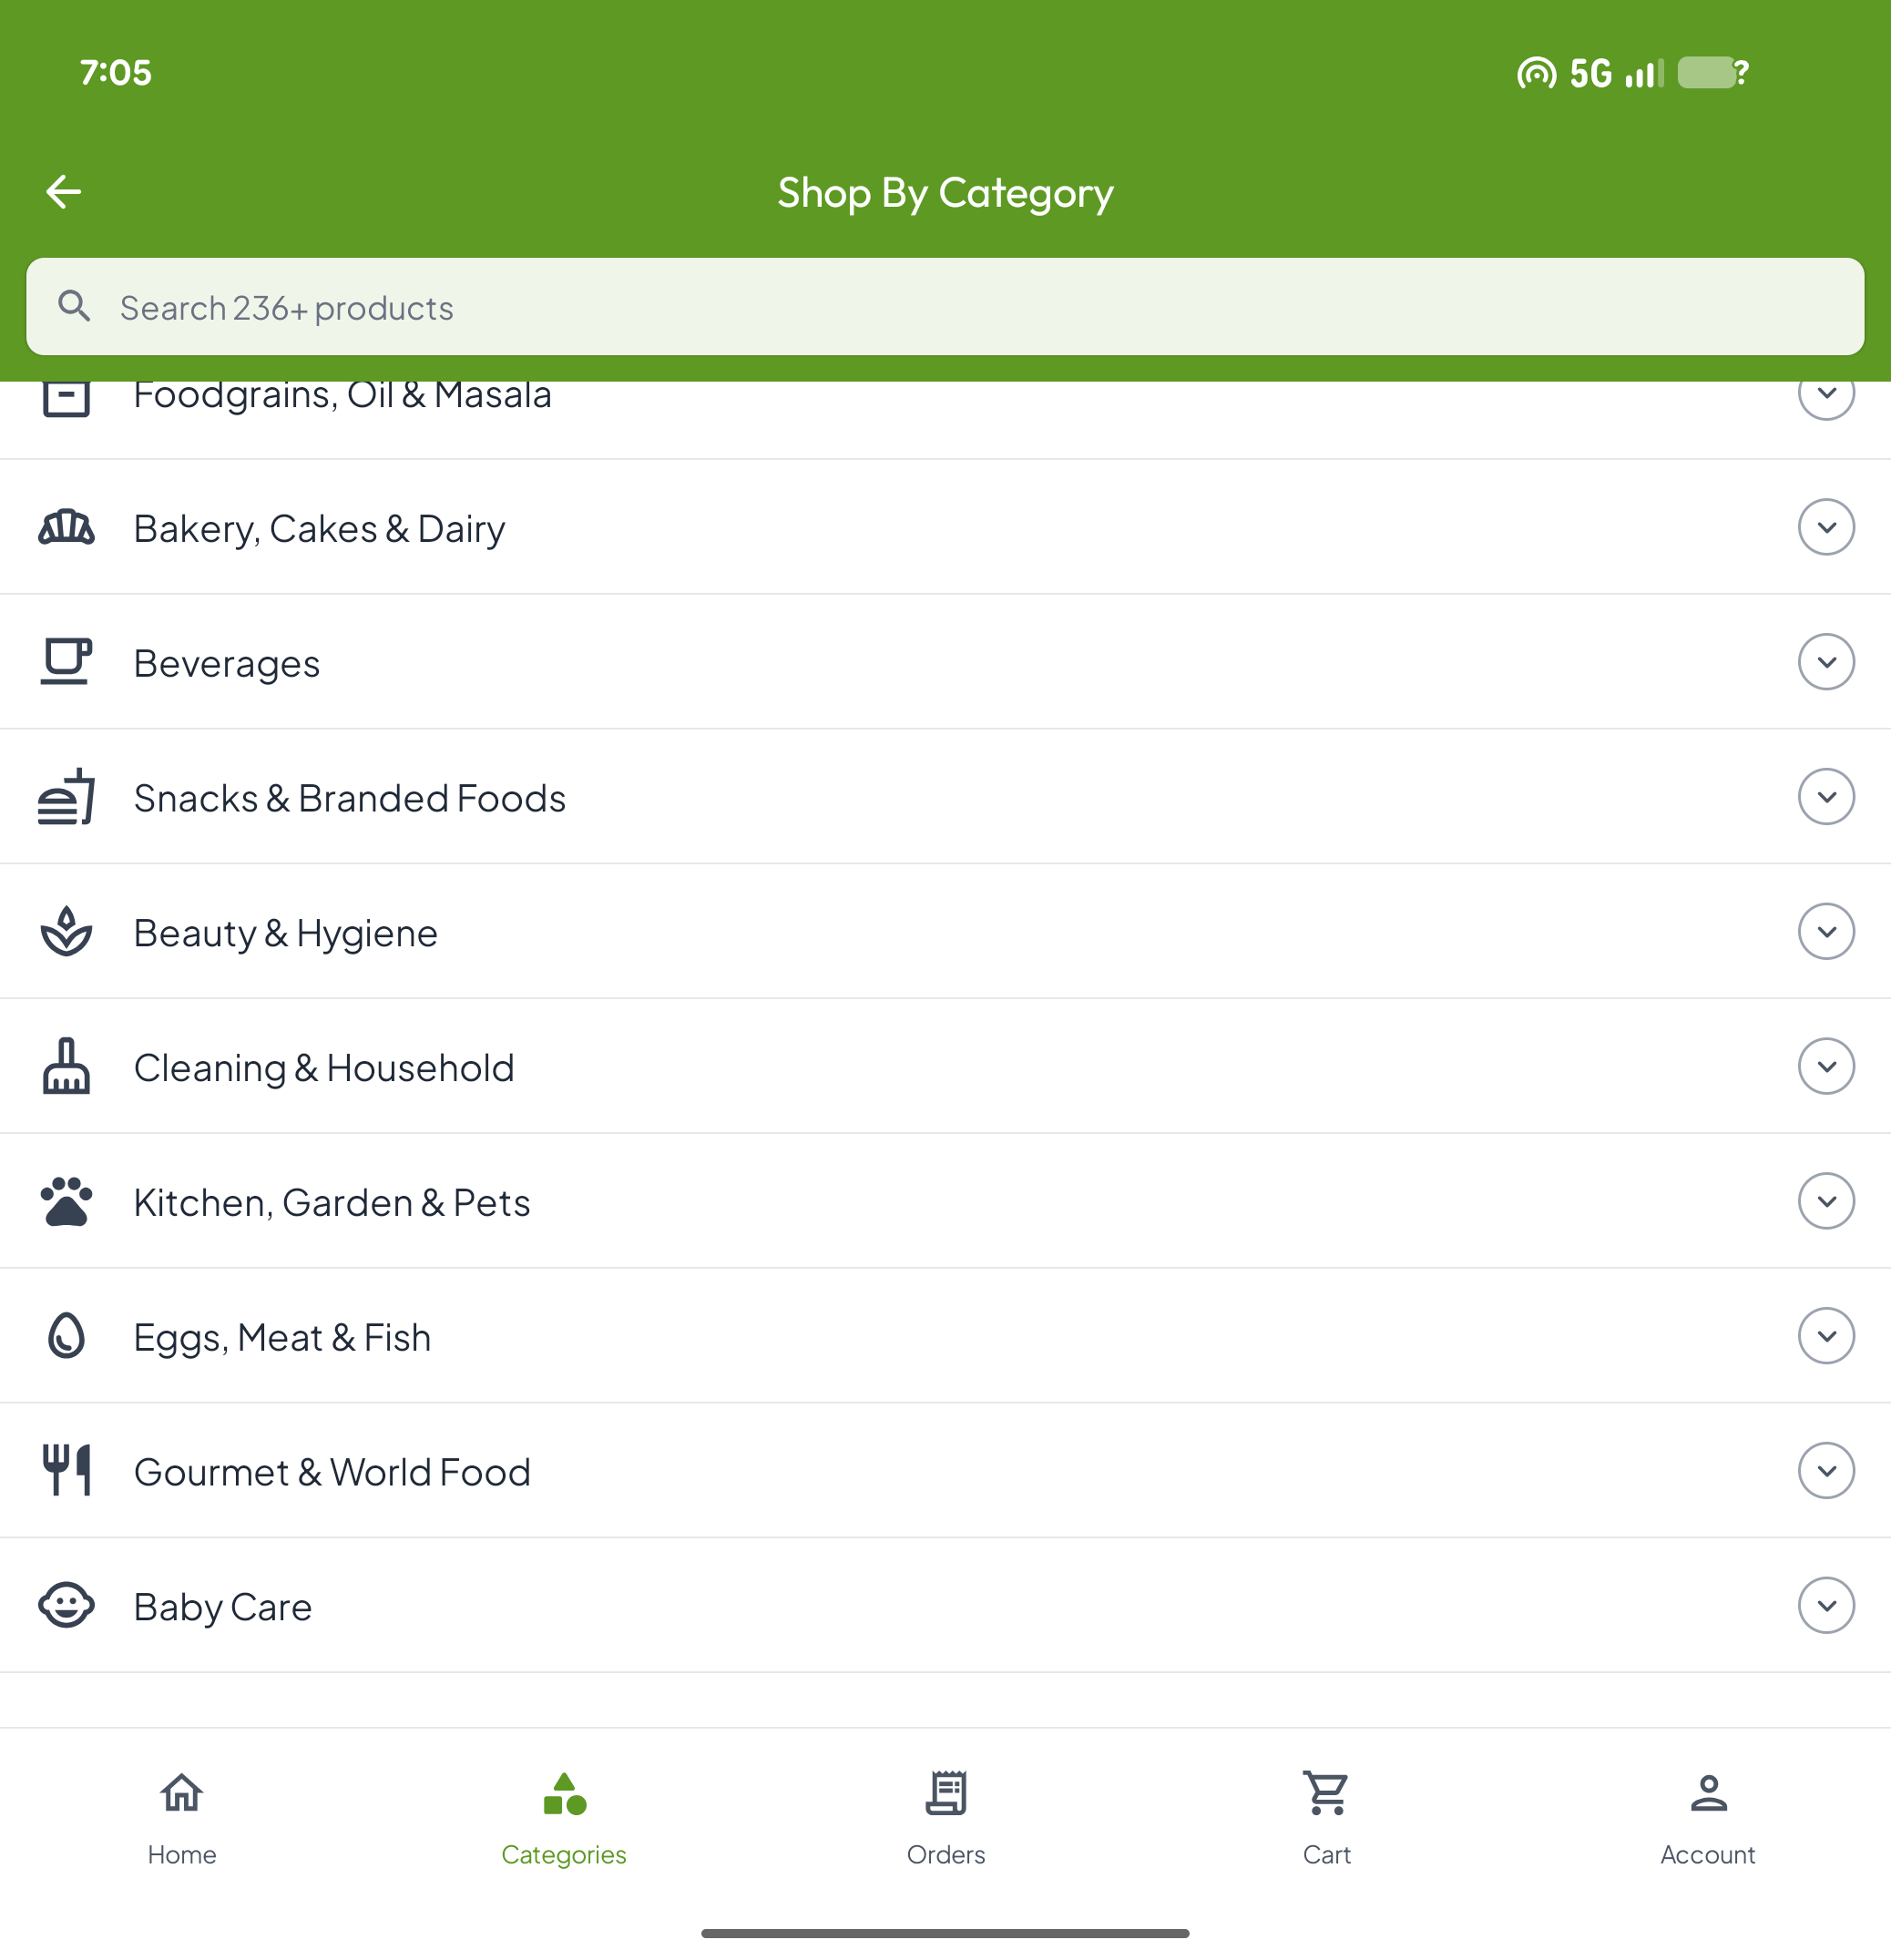 7:05
5G
?
Shop By Category
Search 236+ products
Foodgrains, Oil & Masala
Bakery, Cakes & Dairy
Beverages
Snacks & Branded Foods
Beauty & Hygiene
Cleaning & Household
Kitchen, Garden & Pets
Eggs, Meat & Fish
Gourmet & World Food
Baby Care
Home
Categories
Orders
Cart
Account